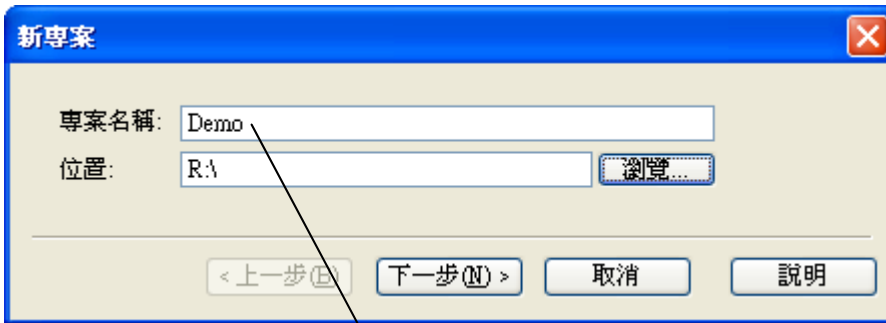 新專案
專案名稱: Demo
位置: R:\ 瀏覽...
<上一步(B) 下一步(N) > 取消 說明